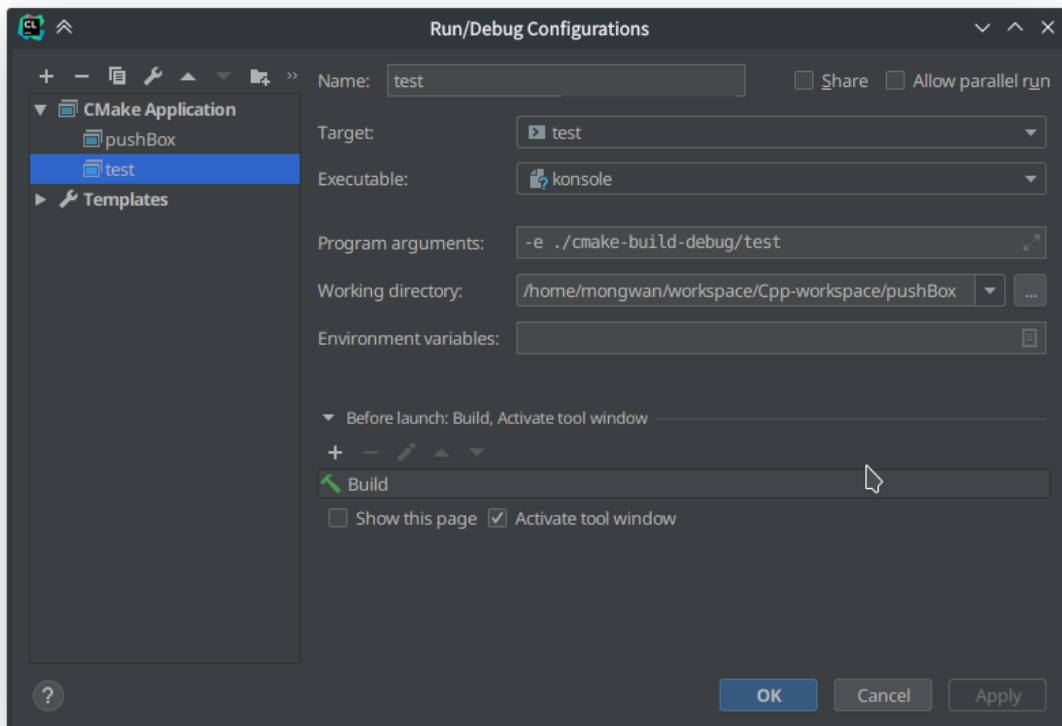 CL
Run/Debug Configurations
Name: test
Share
Allow parallel run
CMake Application
pushBox
test
Templates
Target: test
Executable: konsole
Program arguments: -e ./cmake-build-debug/test
Working directory: /home/mongwan/workspace/Cpp-workspace/pushBox
...
Environment variables:
Before launch: Build, Activate tool window
Build
Show this page
Activate tool window
?
OK
Cancel
Apply